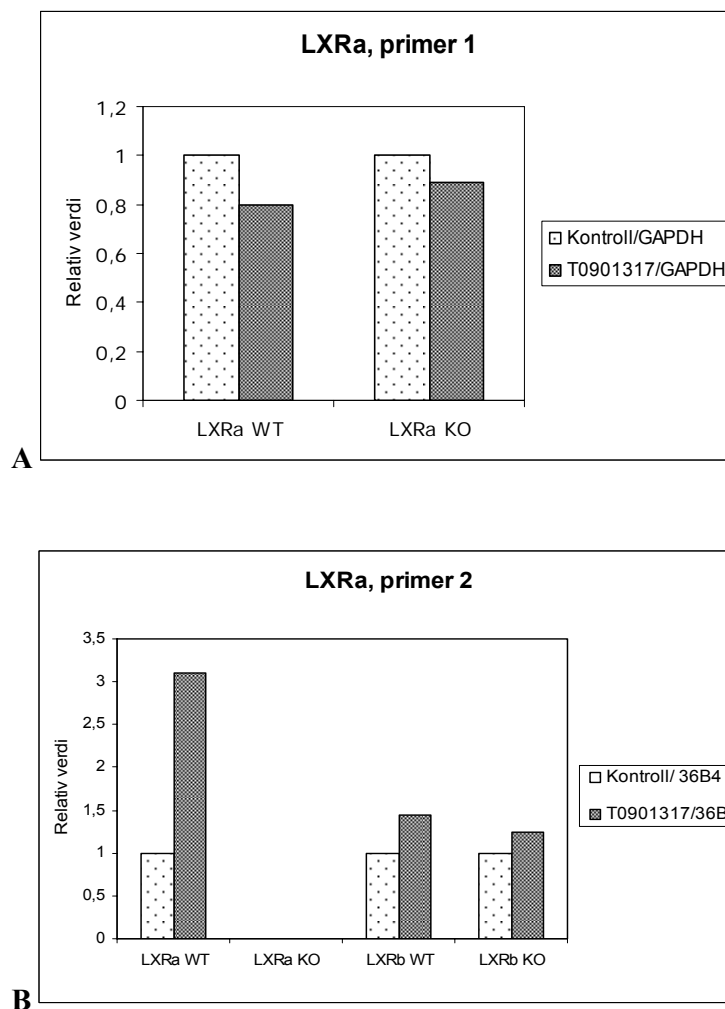 LXRa, primer 1
1,2
1
0,8
0,6
0,4
0,2
0
Relativ verdi
LXRa WT LXRa KO
Kontroll/GAPDH
T0901317/GAPDH
A
LXRa, primer 2
3,5
3
2,5
2
1,5
1
0,5
0
Relativ verdi
LXRa WT LXRa KO LXRb WT LXRb KO
Kontroll/ 36B4
T0901317/36B
B